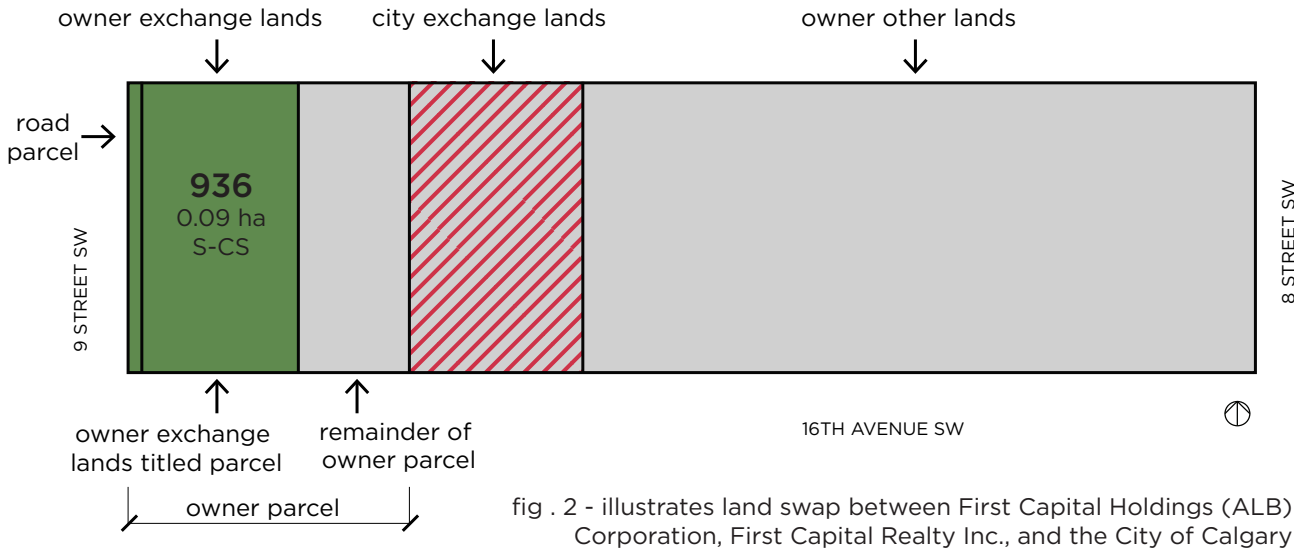 owner exchange lands
city exchange lands
owner other lands
road
parcel
936
0.09 ha
S-CS
9 STREET SW
8 STREET SW
owner exchange
lands titled parcel
remainder of
owner parcel
16TH AVENUE SW
owner parcel
fig . 2 - illustrates land swap between First Capital Holdings (ALB)
Corporation, First Capital Realty Inc., and the City of Calgary